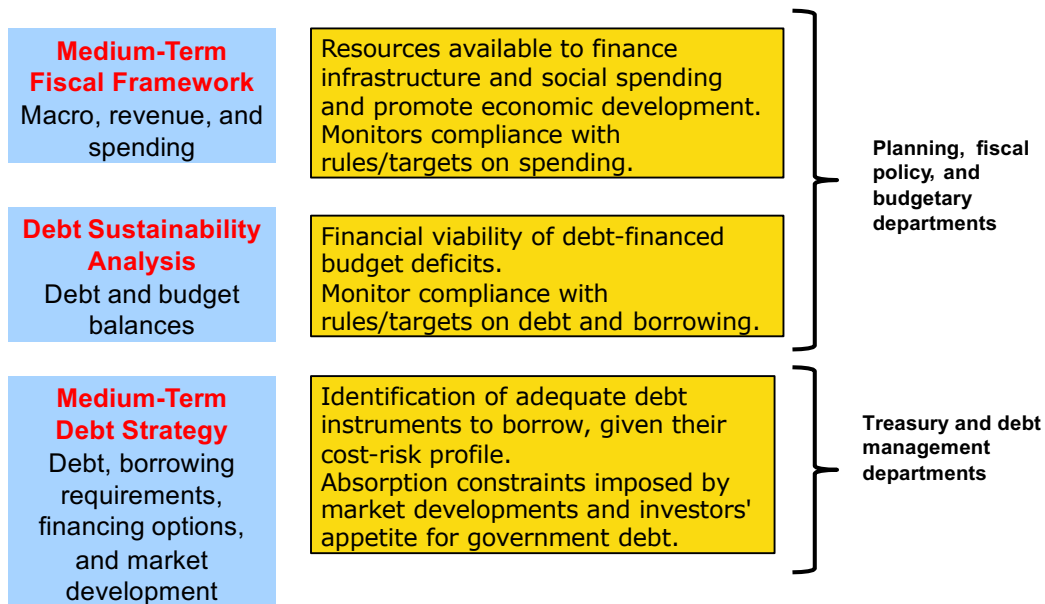 Medium-Term
Fiscal Framework
Macro, revenue, and
spending
Resources available to finance
infrastructure and social spending
and promote economic development.
Monitors compliance with
rules/targets on spending.
Planning, fiscal
policy, and
budgetary
departments
Debt Sustainability
Analysis
Debt and budget
balances
Financial viability of debt-financed
budget deficits.
Monitor compliance with
rules/targets on debt and borrowing.
Medium-Term
Debt Strategy
Debt, borrowing
requirements,
financing options,
and market
development
Identification of adequate debt
instruments to borrow, given their
cost-risk profile.
Absorption constraints imposed by
market developments and investors'
appetite for government debt.
Treasury and debt
management
departments